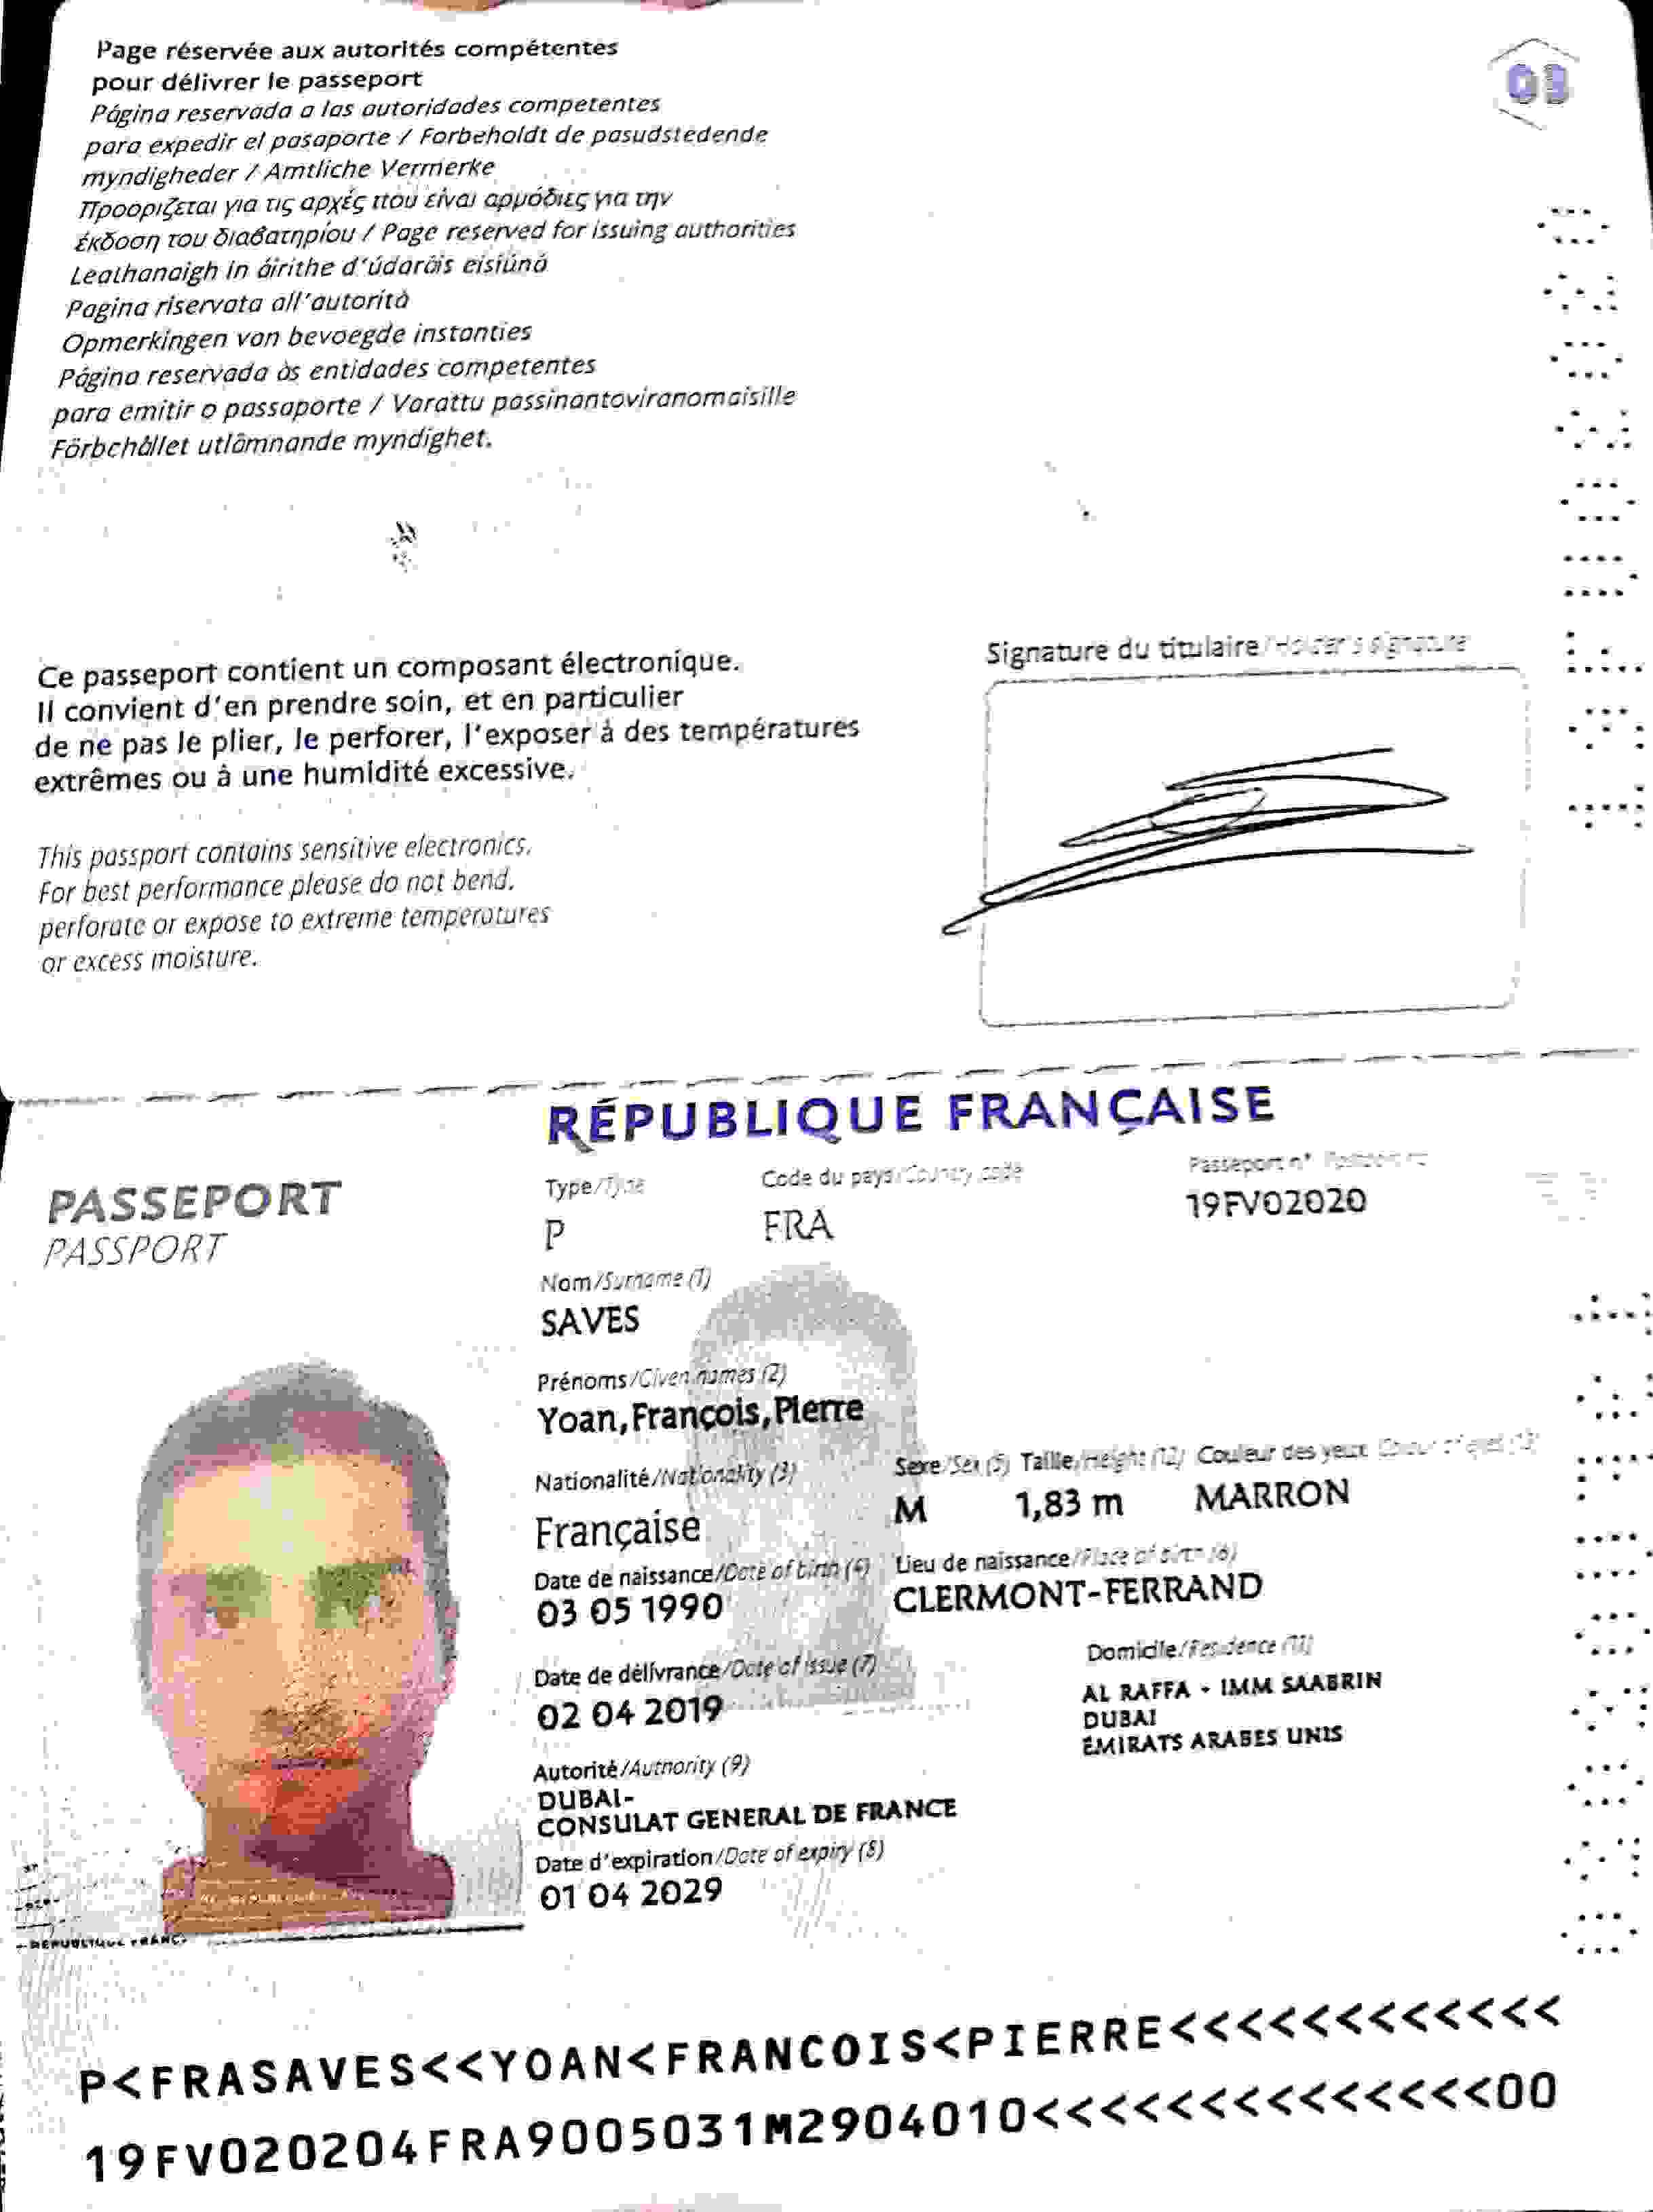 03
Page réservée aux autorités compétentes
pour délivrer le passeport
Página reservada a las autoridades competentes
para expedir el pasaporte / Forbeholdt de pasudstedende
myndigheder / Amtliche Vermerke
Προορίζεται για τις αρχές που είναι αρμόδιες για την
έκδοση του διαβατηρίου / Page reserved for issuing authorities
Leathanaigh in áirithe d'údaráis eisiúna
Pagina riservata all'autorità
Opmerkingen van bevoegde instanties
Página reservada às entidades competentes
para emitir o passaporte / Varattu passinantoviranomaisille
Förbehållet utlämnande myndighet.
Ce passeport contient un composant électronique.
Il convient d'en prendre soin, et en particulier
de ne pas le plier, le perforer, l'exposer à des températures
extrêmes ou à une humidité excessive.
This passport contains sensitive electronics.
For best performance please do not bend,
perforate or expose to extreme temperatures
or excess moisture.
Signature du titulaire / Holder's signature
RÉPUBLIQUE FRANÇAISE
PASSEPORT
PASSPORT
Type/Type Code du pays/Country code Passeport n°
P FRA 19FV02020
Nom/Surname (1)
SAVES
Prénoms/Given names (2)
Yoan,François,Pierre
Nationalité/Nationality (3) Sexe/Sex (5) Taille/Height (12) Couleur des yeux
Française M 1,83 m MARRON
Date de naissance/Date of birth (4) Lieu de naissance/Place of birth (6)
03 05 1990 CLERMONT-FERRAND
Date de délivrance/Date of issue (7) Domicile/Residence (11)
02 04 2019 AL RAFFA - IMM SAABRIN
DUBAI
EMIRATS ARABES UNIS
Autorité/Authority (9)
DUBAI-
CONSULAT GENERAL DE FRANCE
Date d'expiration/Date of expiry (8)
01 04 2029
P<FRASAVES<<YOAN<FRANCOIS<PIERRE<<<<<<<<<<<<
19FV020204FRA9005031M2904010<<<<<<<<<<<<<<00